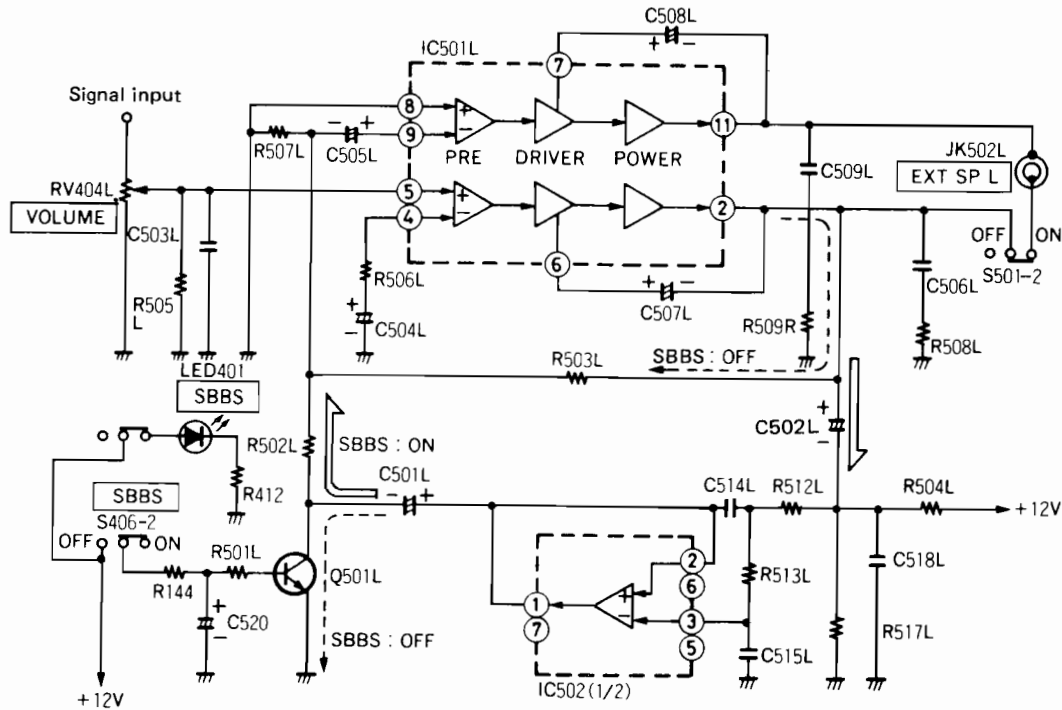 C508L
+ -
IC501L
7
Signal input
8
- +
9
+
-
11
R507L
C505L
PRE
DRIVER
POWER
C509L
JK502L
EXT SP L
RV404L
VOLUME
5
4
+
-
2
C503L
OFF
ON
S501-2
R506L
6
+ -
C506L
R505
L
+
-
C504L
C507L
R509R
R508L
SBBS : OFF
LED401
SBBS
R503L
+
-
C502L
R502L
SBBS : ON
C501L
- +
R412
C514L
R512L
R504L
+12V
SBBS
S406-2
OFF
ON
R501L
R144
Q501L
2
6
R513L
C518L
1
7
+
-
3
5
+
-
C520
SBBS : OFF
C515L
R517L
IC502(1/2)
+12V